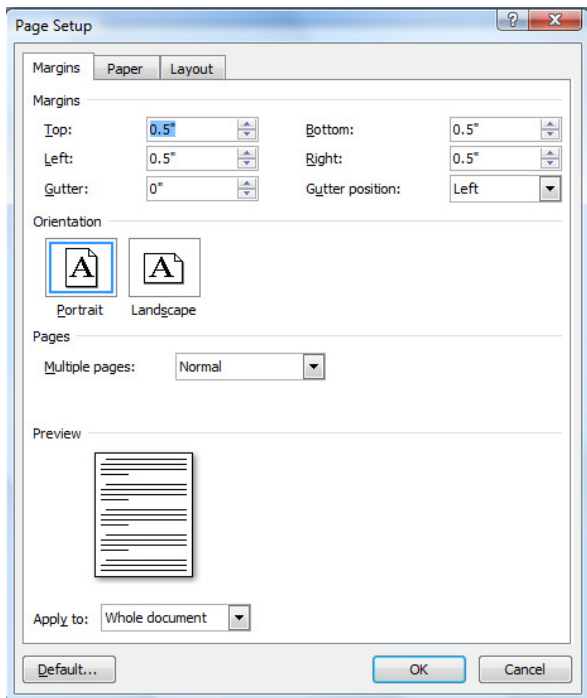 Page Setup
Margins Paper Layout
Margins
Top: 0.5" Bottom: 0.5"
Left: 0.5" Right: 0.5"
Gutter: 0" Gutter position: Left
Orientation
A A
Portrait Landscape
Pages
Multiple pages: Normal
Preview
Apply to: Whole document
Default... OK Cancel